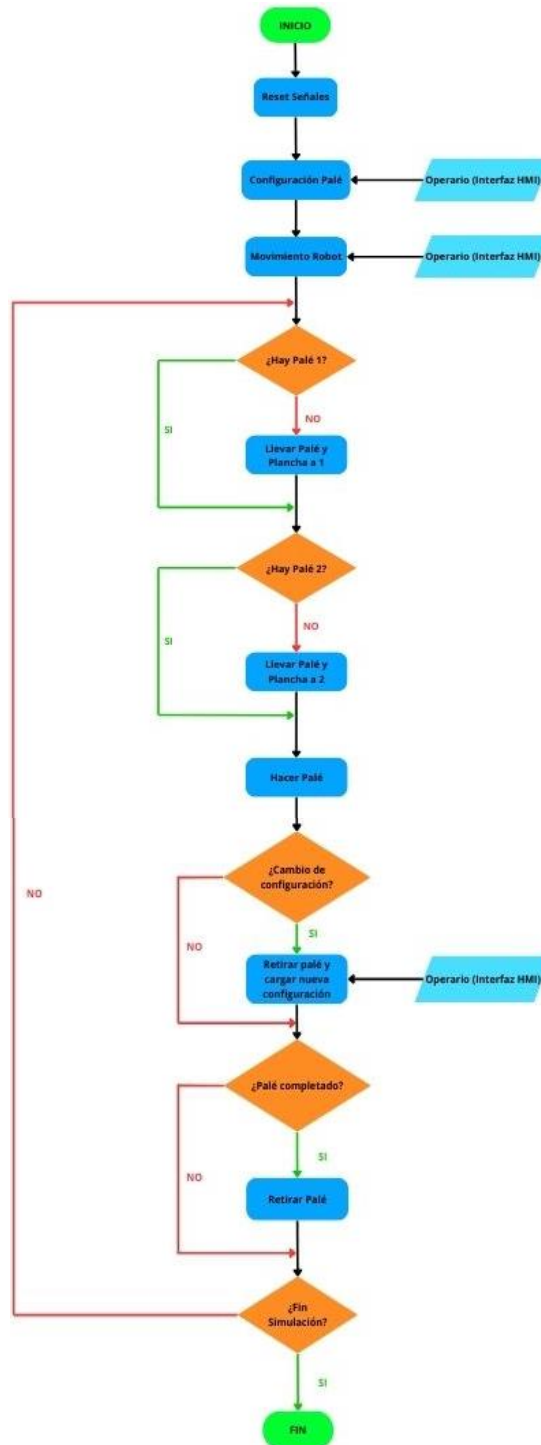 INICIO
Reset Señales
Configuración Palé
Operario (Interfaz HMI)
Movimiento Robot
Operario (Interfaz HMI)
¿Hay Palé 1?
SI
NO
Llevar Palé y
Plancha a 1
¿Hay Palé 2?
SI
NO
Llevar Palé y
Plancha a 2
Hacer Palé
¿Cambio de
configuración?
NO
SI
NO
Retirar palé y
cargar nueva
configuración
Operario (Interfaz HMI)
¿Palé completado?
SI
NO
Retirar Palé
¿Fin
Simulación?
SI
FIN